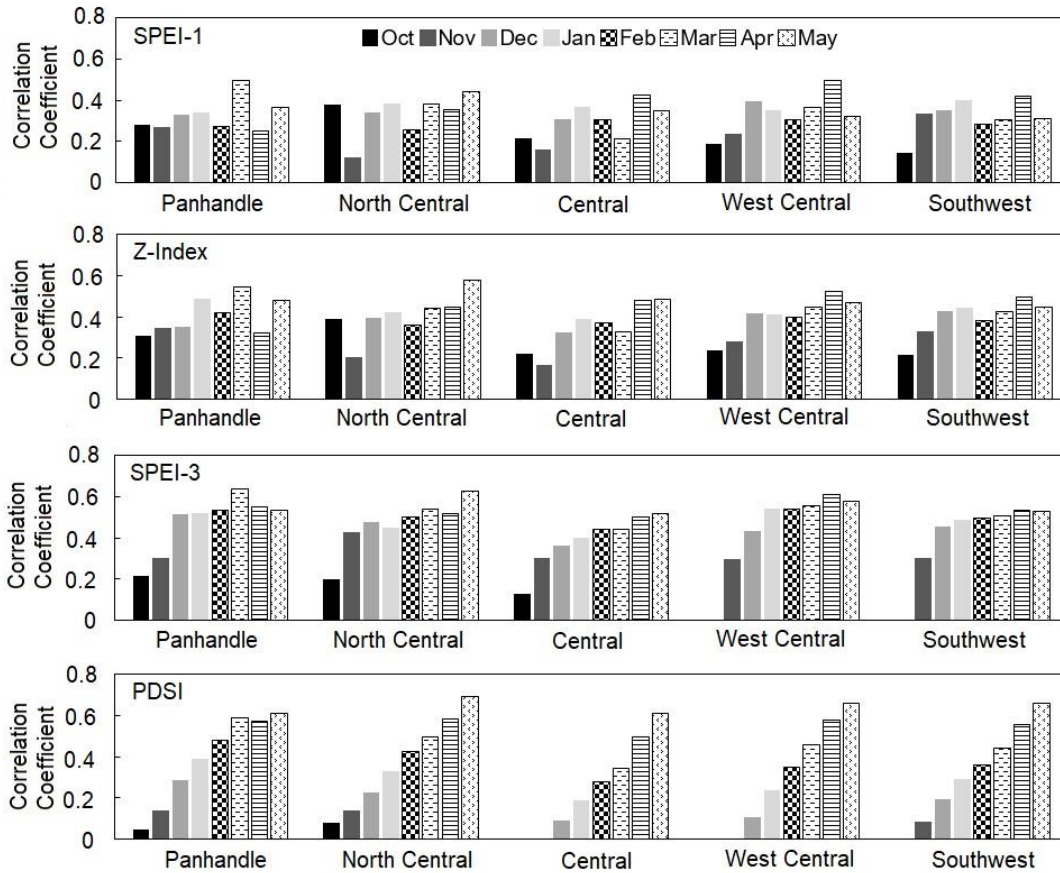 0.8
SPEI-1
Oct Nov Dec Jan Feb Mar Apr May
0.6
0.4
0.2
0
Correlation
Coefficient
Panhandle North Central Central West Central Southwest
0.8
Z-Index
0.6
0.4
0.2
0
Correlation
Coefficient
Panhandle North Central Central West Central Southwest
0.8
SPEI-3
0.6
0.4
0.2
0
Correlation
Coefficient
Panhandle North Central Central West Central Southwest
0.8
PDSI
0.6
0.4
0.2
0
Correlation
Coefficient
Panhandle North Central Central West Central Southwest